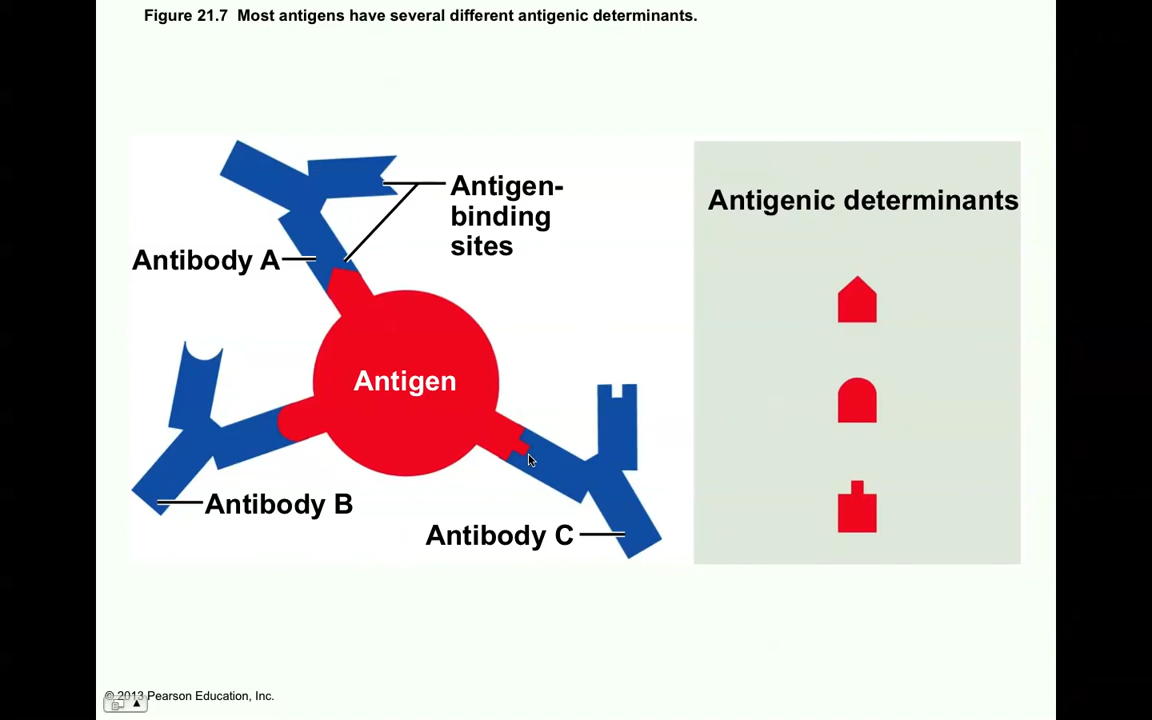 Figure 21.7 Most antigens have several different antigenic determinants.
Antigen-
binding
sites
Antibody A
Antigen
Antibody B
Antibody C
Antigenic determinants
© 2013 Pearson Education, Inc.